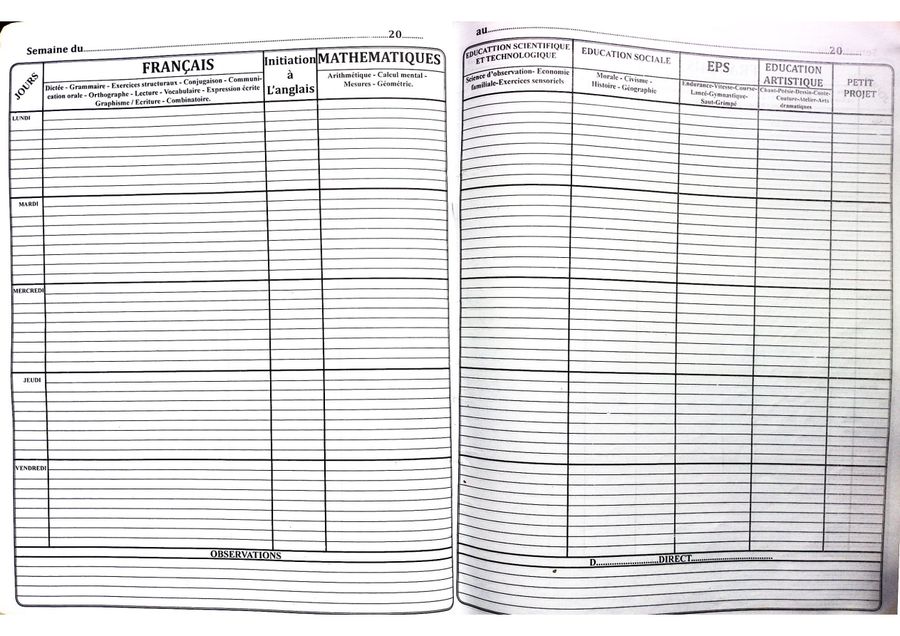 Semaine du............20.......
JOURS
FRANÇAIS
Dictée - Grammaire - Exercices structuraux - Conjugaison - Communi-
cation orale - Orthographe - Lecture - Vocabulaire - Expression écrite
Graphisme / Ecriture - Combinatoire.
Initiation
à
L'anglais
MATHEMATIQUES
Arithmétique - Calcul mental -
Mesures - Géométrie.
LUNDI
MARDI
MERCREDI
JEUDI
VENDREDI
OBSERVATIONS
au............20.......
EDUCATTION SCIENTIFIQUE
ET TECHNOLOGIQUE
Science d'observation- Economie
familiale-Exercices sensoriels
EDUCATION SOCIALE
Morale - Civisme -
Histoire - Géographie
EPS
Endurance-Vitesse-Course-
Lancé-Gymnastique-
Saut-Grimpé
EDUCATION
ARTISTIQUE
Chant-Poésie-Dessin-Conte-
Couture-Atelier-Arts
dramatiques
PETIT
PROJET
D............DIRECT............